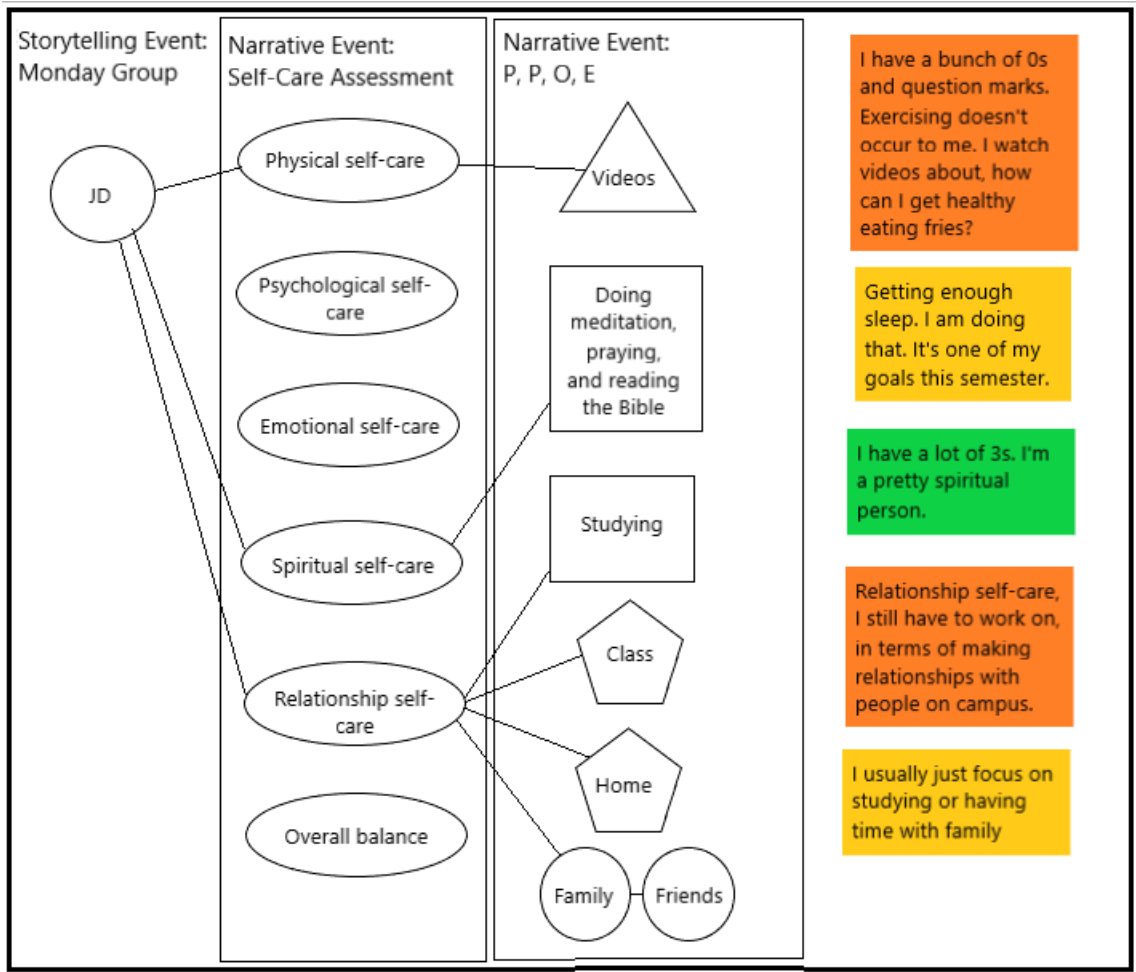 Storytelling Event:
Monday Group
JD
Narrative Event:
Self-Care Assessment
Physical self-care
Psychological self-
care
Emotional self-care
Spiritual self-care
Relationship self-
care
Overall balance
Narrative Event:
P, P, O, E
Videos
Doing
meditation,
praying,
and reading
the Bible
Studying
Class
Home
Family
Friends
I have a bunch of 0s
and question marks.
Exercising doesn't
occur to me. I watch
videos about, how
can I get healthy
eating fries?
Getting enough
sleep. I am doing
that. It's one of my
goals this semester.
I have a lot of 3s. I'm
a pretty spiritual
person.
Relationship self-care,
I still have to work on,
in terms of making
relationships with
people on campus.
I usually just focus on
studying or having
time with family